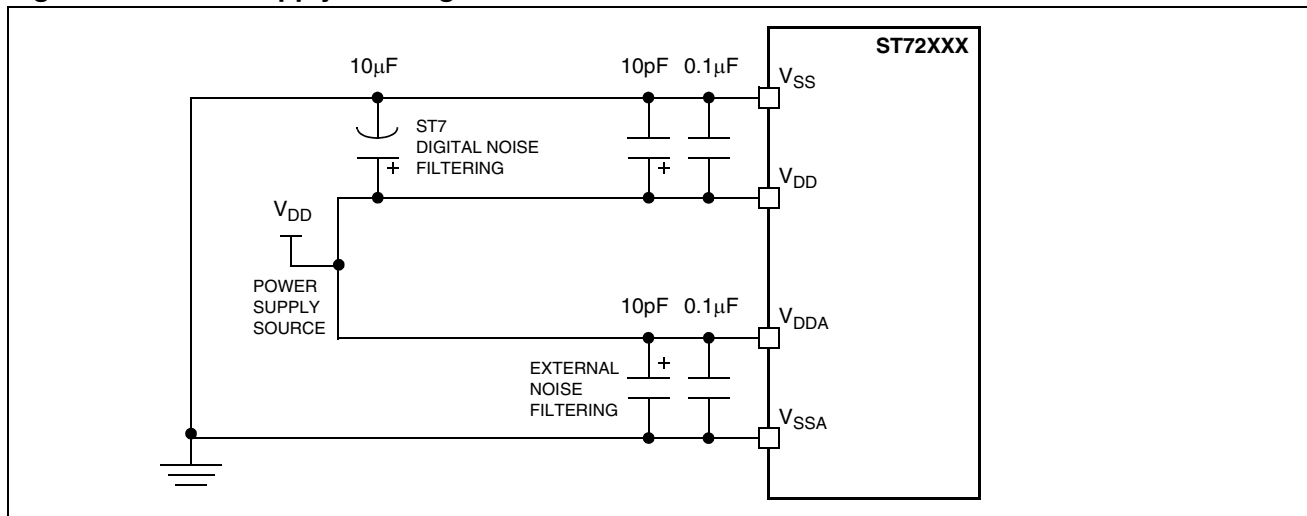 ST72XXX
10μF
10pF 0.1μF
VSS
ST7
DIGITAL NOISE
FILTERING
+
+
VDD
VDD
POWER
SUPPLY
SOURCE
10pF 0.1μF
VDDA
EXTERNAL
NOISE
FILTERING
+
VSSA